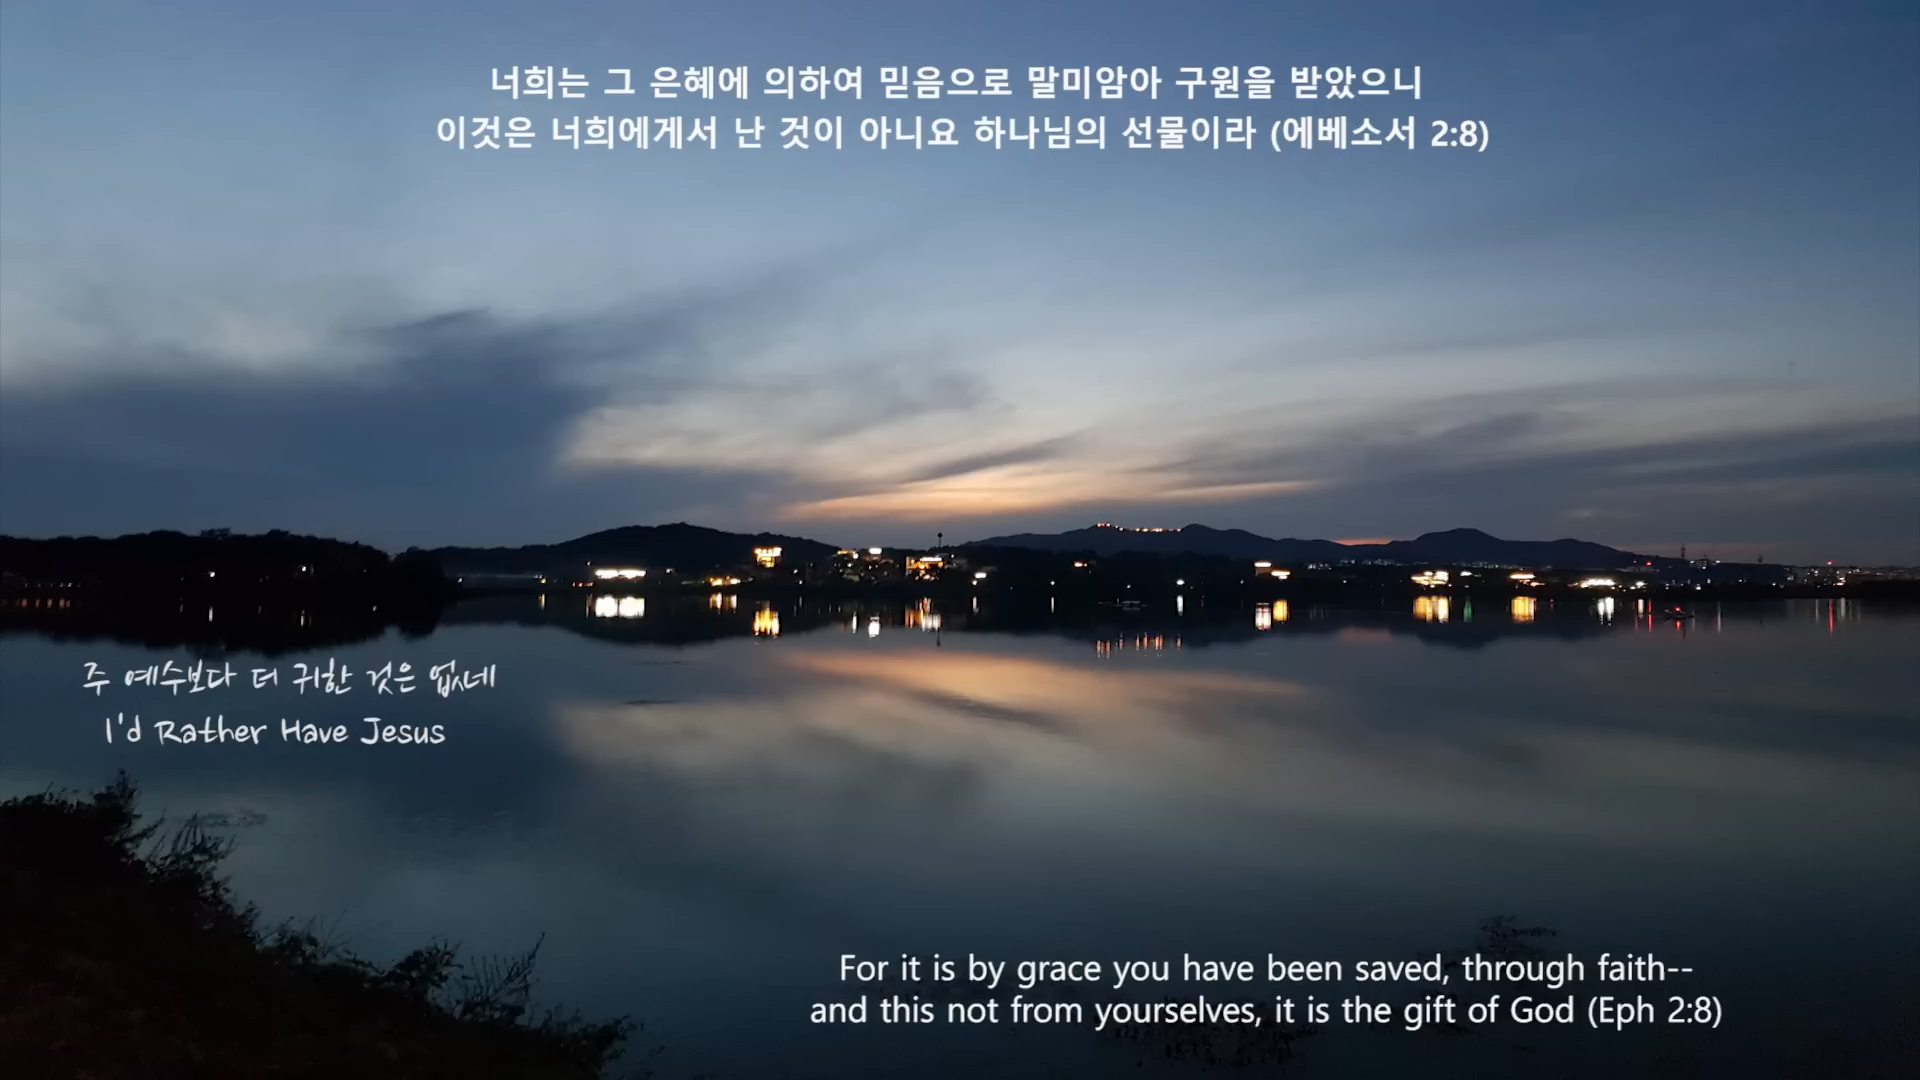 너희는 그 은혜에 의하여 믿음으로 말미암아 구원을 받았으니
이것은 너희에게서 난 것이 아니요 하나님의 선물이라 (에베소서 2:8)
주 예수보다 더 귀한 것은 없네
I'd Rather Have Jesus
For it is by grace you have been saved, through faith--
and this not from yourselves, it is the gift of God (Eph 2:8)